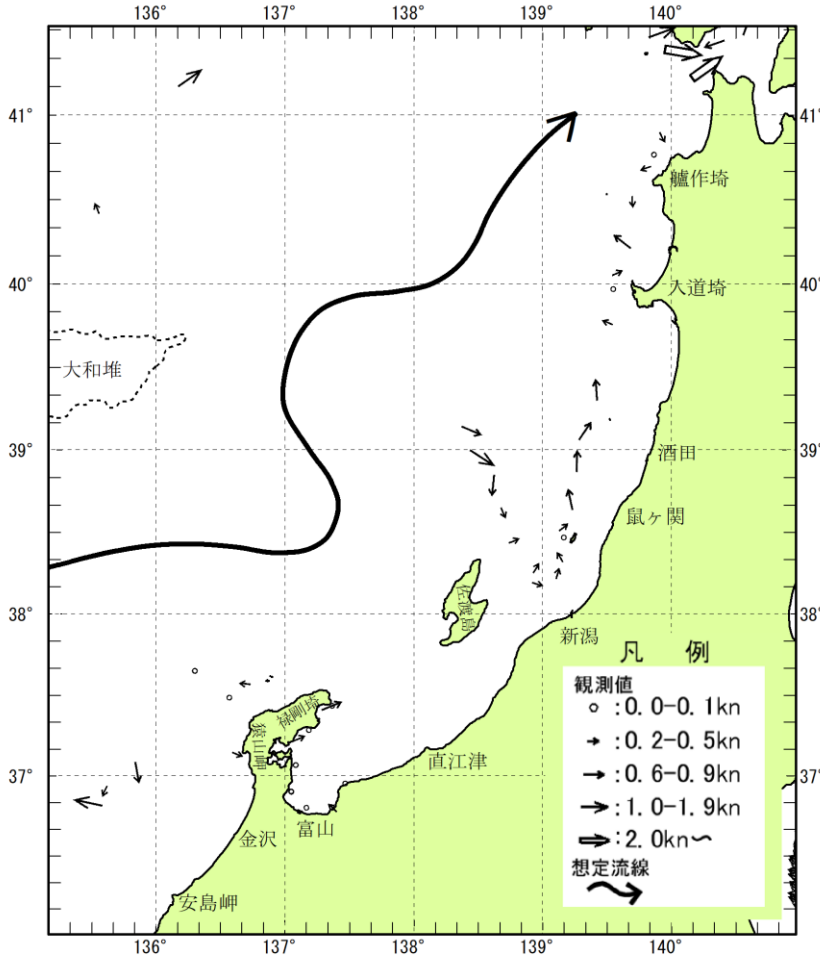 136° 137° 138° 139° 140°
41° 41°
艫作埼
40° 入道埼 40°
大和堆
39° 酒田 39°
鼠ヶ関
38° 佐渡島 38°
新潟
凡 例
観測値
:0.0-0.1kn
:0.2-0.5kn
:0.6-0.9kn
:1.0-1.9kn
:2.0kn~
想定流線
禄剛埼
猿山岬
37° 直江津 37°
富山
金沢
安島岬
136° 137° 138° 139° 140°